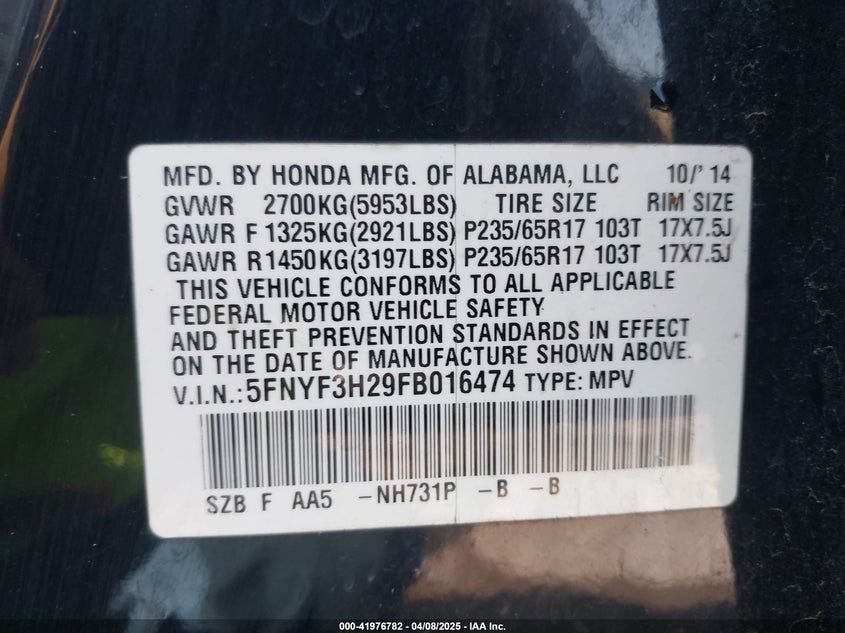 MFD. BY HONDA MFG. OF ALABAMA, LLC 10/'14
GVWR 2700KG(5953LBS) TIRE SIZE RIM SIZE
GAWR F 1325KG(2921LBS) P235/65R17 103T 17X7.5J
GAWR R1450KG(3197LBS) P235/65R17 103T 17X7.5J
THIS VEHICLE CONFORMS TO ALL APPLICABLE
FEDERAL MOTOR VEHICLE SAFETY
AND THEFT PREVENTION STANDARDS IN EFFECT
ON THE DATE OF MANUFACTURE SHOWN ABOVE.
V.I.N.:5FNYF3H29FB016474 TYPE: MPV
SZB F AA5 -NH731P -B -B
000-41976782 - 04/08/2025 - IAA Inc.